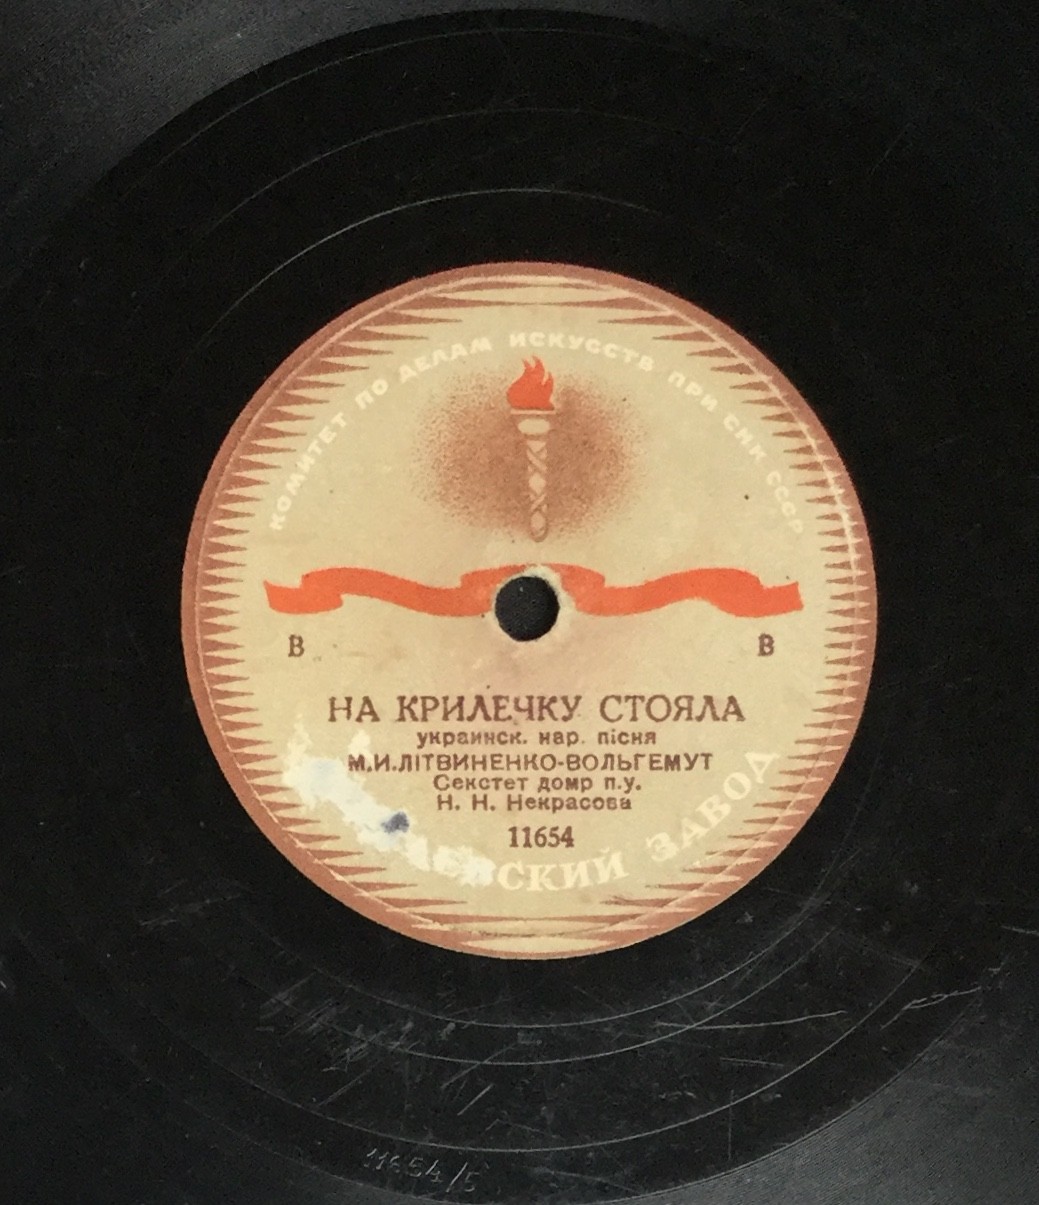 КОМИТЕТ ПО ДЕЛАМ ИСКУССТВ ПРИ СНК СССР
В В
НА КРИЛЕЧКУ СТОЯЛА
украинск. нар. пісня
М.И.ЛІТВИНЕНКО-ВОЛЬГЕМУТ
Секстет домр п.у.
Н. Н. Некрасова
11654
ЗАВОД
11654/5